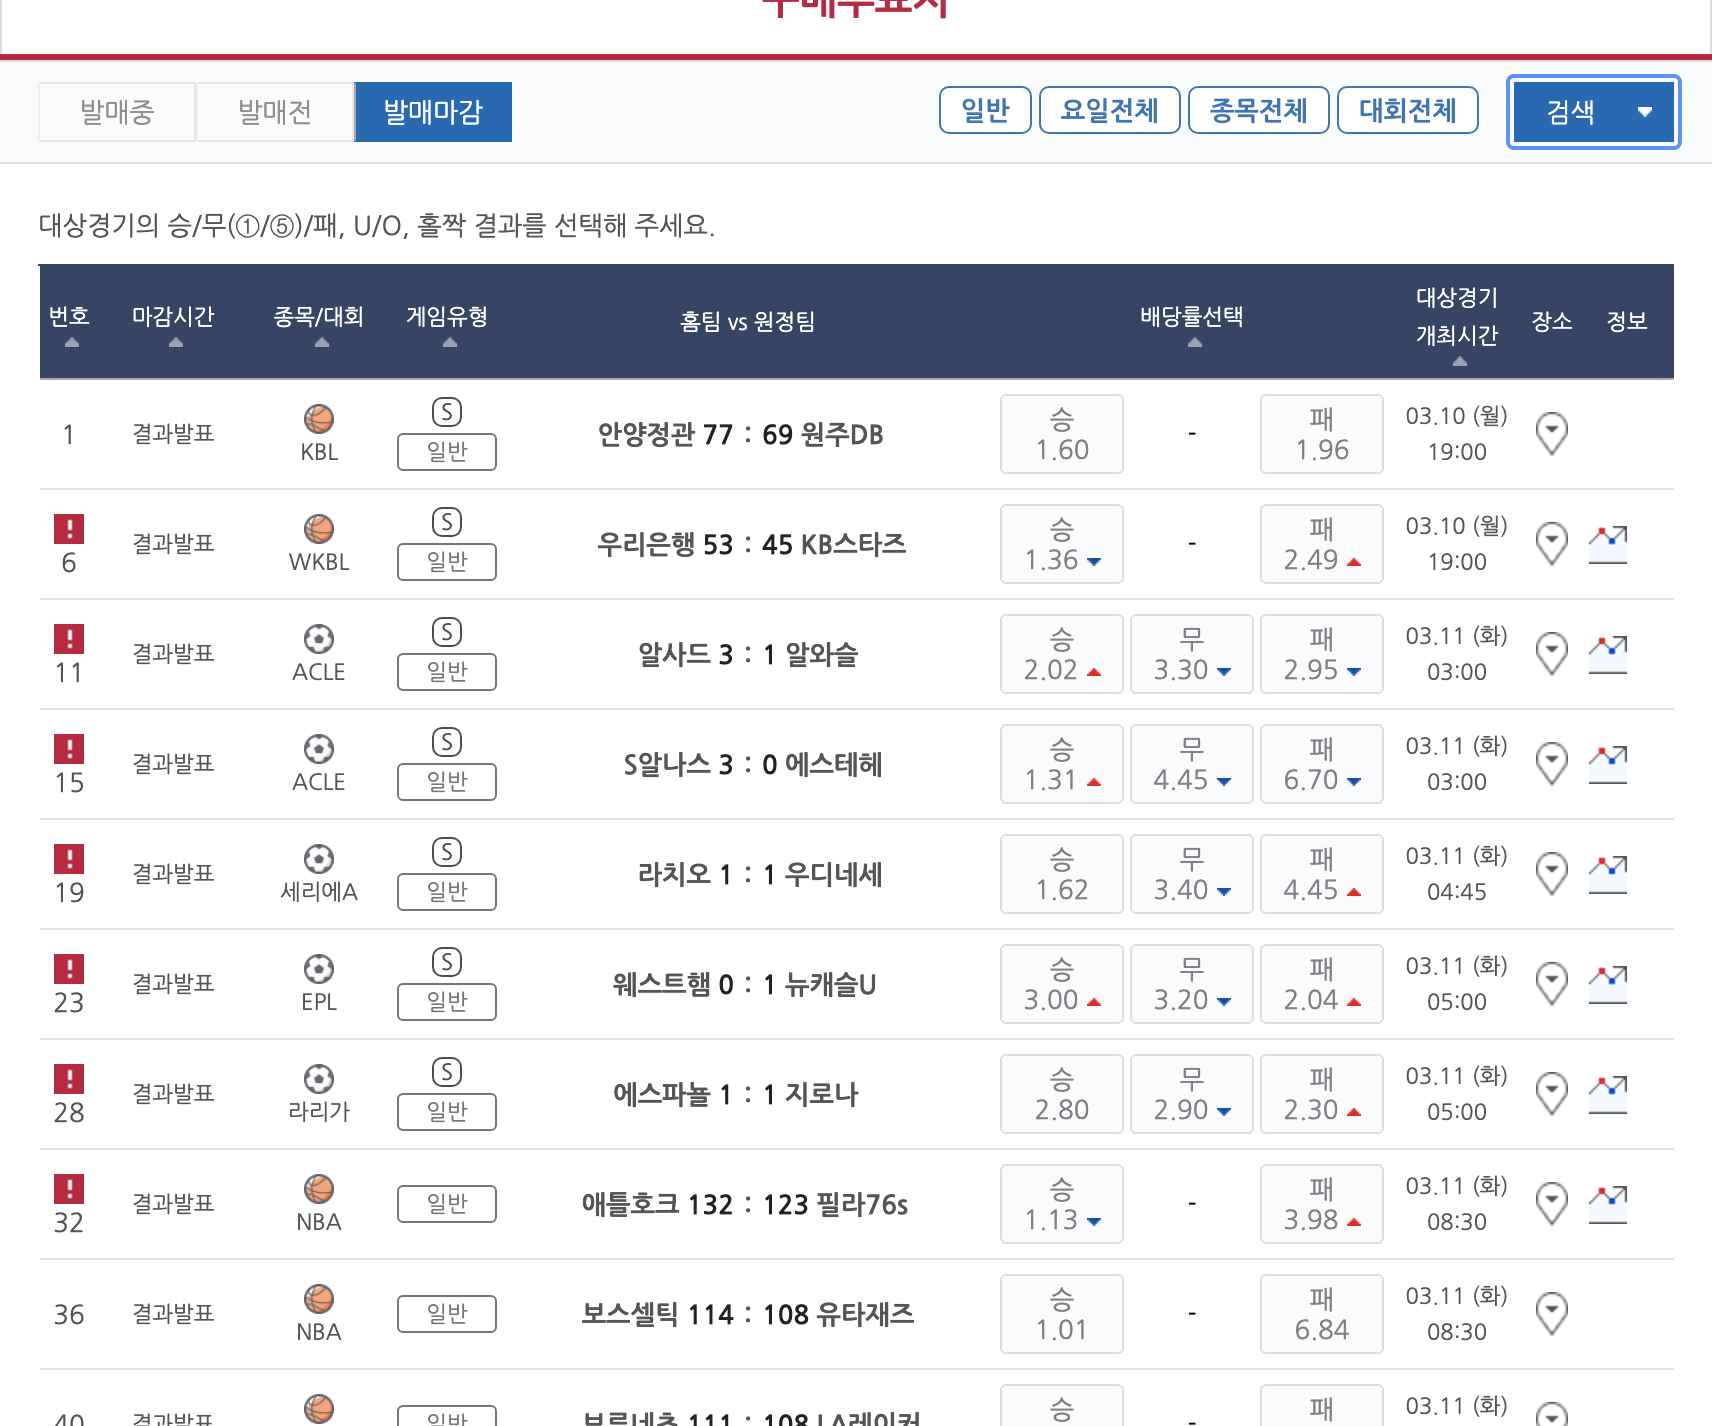 구매투표지
발매중 발매전 발매마감 일반 요일전체 종목전체 대회전체 검색
대상경기의 승/무(①/⑤)/패, U/O, 홀짝 결과를 선택해 주세요.
번호 마감시간 종목/대회 게임유형 홈팀 vs 원정팀 배당률선택 대상경기 개최시간 장소 정보
1 결과발표 KBL S 일반 안양정관 77 : 69 원주DB 승 1.60 - 패 1.96 03.10 (월) 19:00
! 6 결과발표 WKBL S 일반 우리은행 53 : 45 KB스타즈 승 1.36 - 패 2.49 03.10 (월) 19:00
! 11 결과발표 ACLE S 일반 알사드 3 : 1 알와슬 승 2.02 무 3.30 패 2.95 03.11 (화) 03:00
! 15 결과발표 ACLE S 일반 S알나스 3 : 0 에스테헤 승 1.31 무 4.45 패 6.70 03.11 (화) 03:00
! 19 결과발표 세리에A S 일반 라치오 1 : 1 우디네세 승 1.62 무 3.40 패 4.45 03.11 (화) 04:45
! 23 결과발표 EPL S 일반 웨스트햄 0 : 1 뉴캐슬U 승 3.00 무 3.20 패 2.04 03.11 (화) 05:00
! 28 결과발표 라리가 S 일반 에스파뇰 1 : 1 지로나 승 2.80 무 2.90 패 2.30 03.11 (화) 05:00
! 32 결과발표 NBA 일반 애틀호크 132 : 123 필라76s 승 1.13 - 패 3.98 03.11 (화) 08:30
36 결과발표 NBA 일반 보스셀틱 114 : 108 유타재즈 승 1.01 - 패 6.84 03.11 (화) 08:30
40 결과발표 일반 브루네츠 111 : 108 LA레이커 승 - 패 03.11 (화)